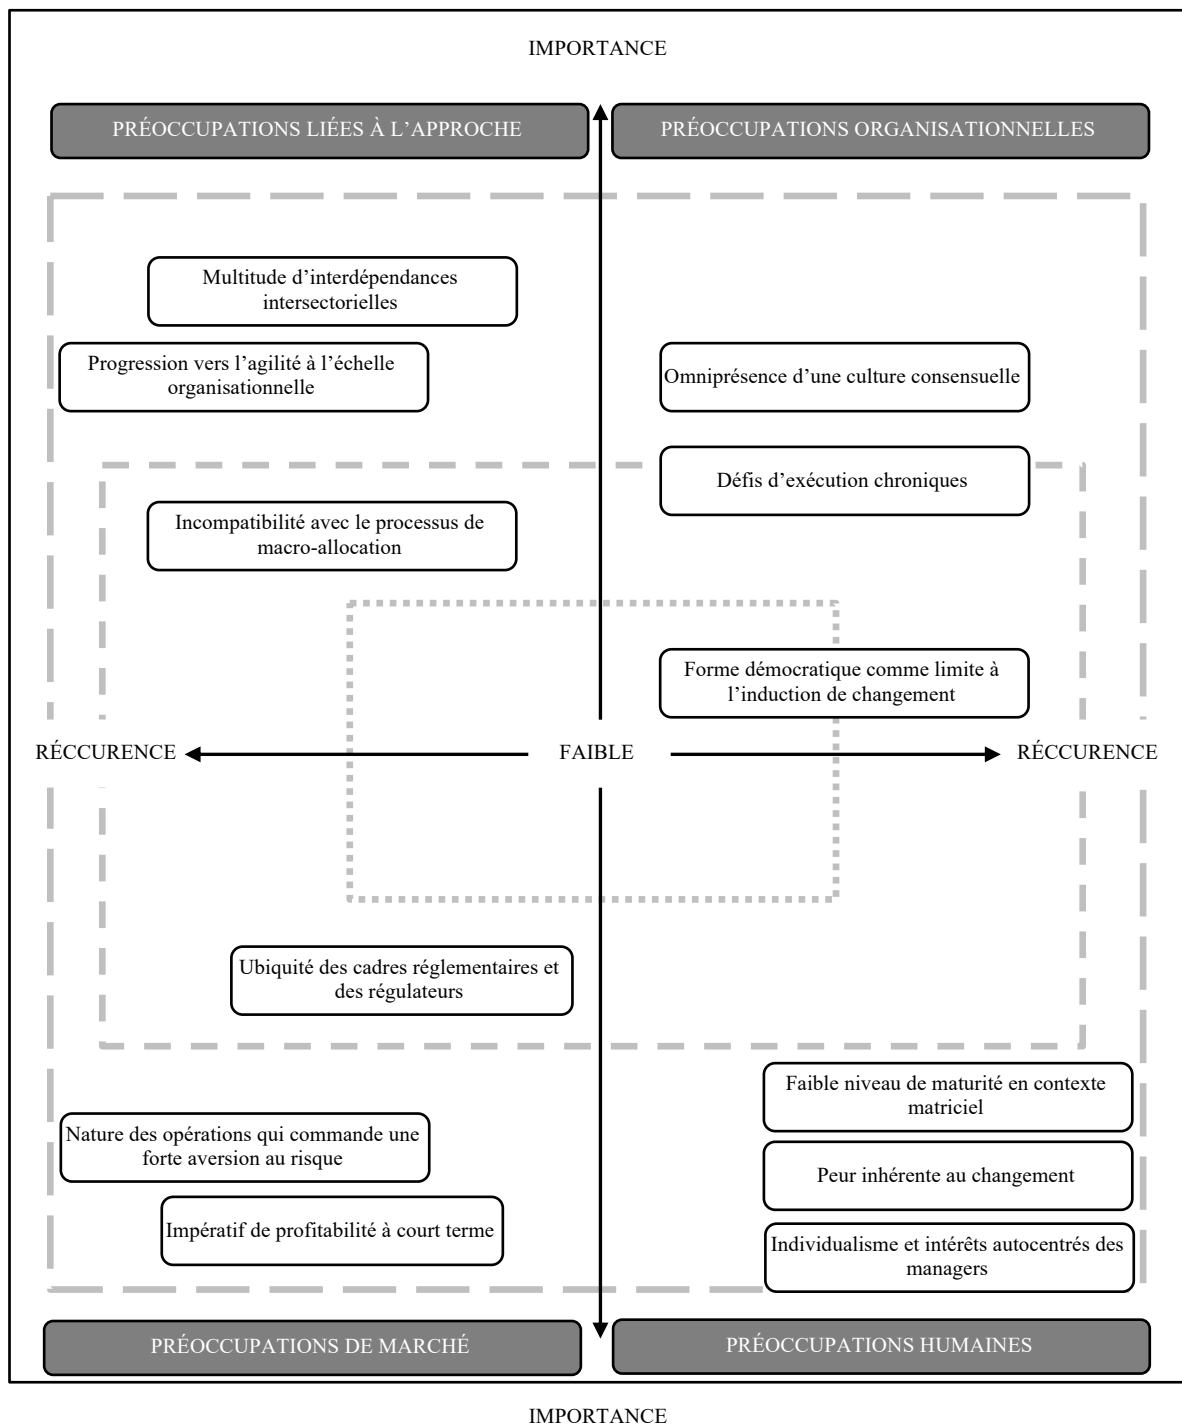 IMPORTANCE
PRÉOCCUPATIONS LIÉES À L’APPROCHE
PRÉOCCUPATIONS ORGANISATIONNELLES
Multitude d’interdépendances
intersectorielles
Progression vers l’agilité à l’échelle
organisationnelle
Omniprésence d’une culture consensuelle
Défis d’exécution chroniques
Incompatibilité avec le processus de
macro-allocation
Forme démocratique comme limite à
l’induction de changement
RÉCCURENCE
FAIBLE
RÉCCURENCE
Ubiquité des cadres réglementaires et
des régulateurs
Faible niveau de maturité en contexte
matriciel
Nature des opérations qui commande une
forte aversion au risque
Peur inhérente au changement
Impératif de profitabilité à court terme
Individualisme et intérêts autocentrés des
managers
PRÉOCCUPATIONS DE MARCHÉ
PRÉOCCUPATIONS HUMAINES
IMPORTANCE